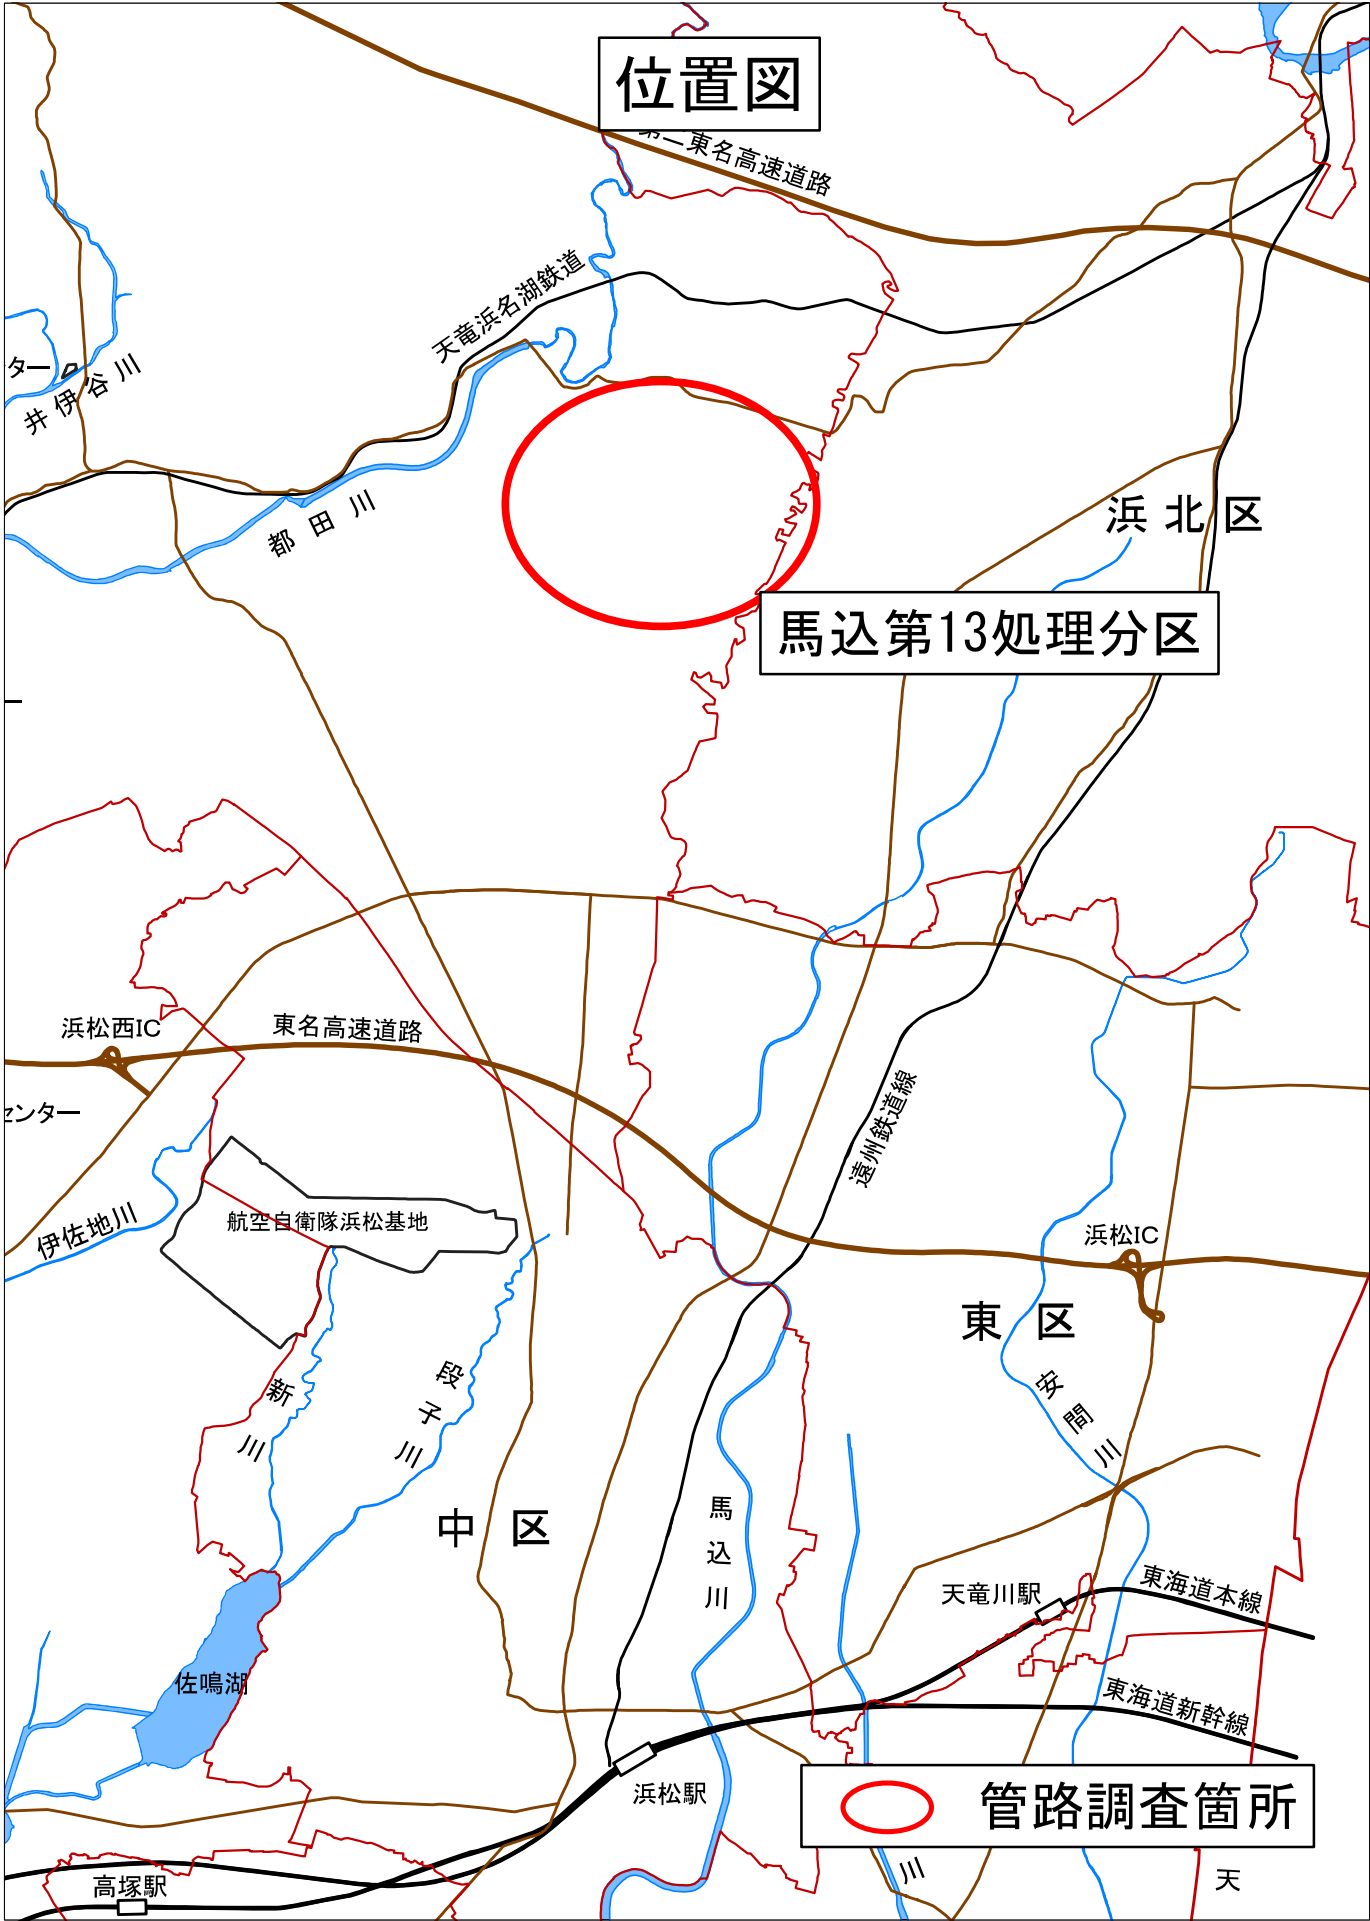 位置図
第二東名高速道路
天竜浜名湖鉄道
ター
井伊谷川
都田川
浜北区
馬込第13処理分区
浜松西IC
東名高速道路
センター
遠州鉄道線
伊佐地川
航空自衛隊浜松基地
浜松IC
東区
新川
段子川
安間川
中区
馬込川
天竜川駅
東海道本線
佐鳴湖
東海道新幹線
浜松駅
管路調査箇所
高塚駅
川
天